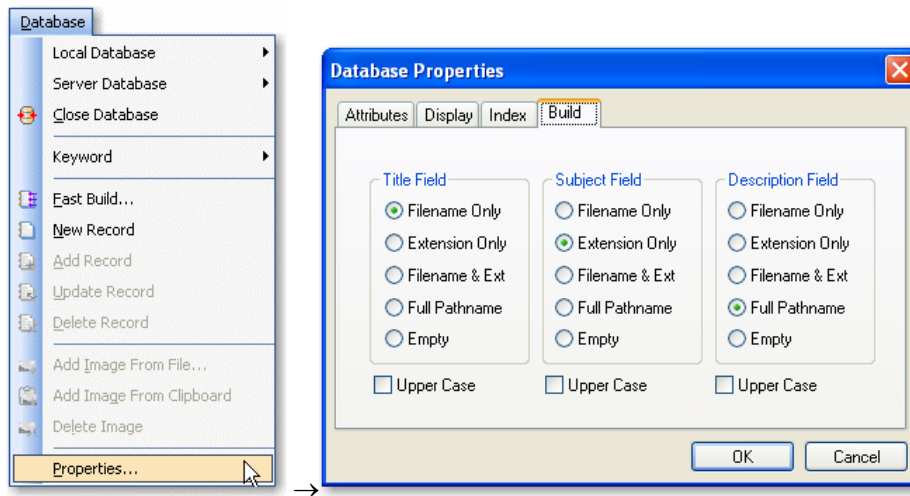 Database
Local Database
Server Database
Close Database
Keyword
Fast Build...
New Record
Add Record
Update Record
Delete Record
Add Image From File...
Add Image From Clipboard
Delete Image
Properties...
→
Database Properties
Attributes Display Index Build
Title Field Subject Field Description Field
Filename Only Filename Only Filename Only
Extension Only Extension Only Extension Only
Filename & Ext Filename & Ext Filename & Ext
Full Pathname Full Pathname Full Pathname
Empty Empty Empty
Upper Case Upper Case Upper Case
OK Cancel